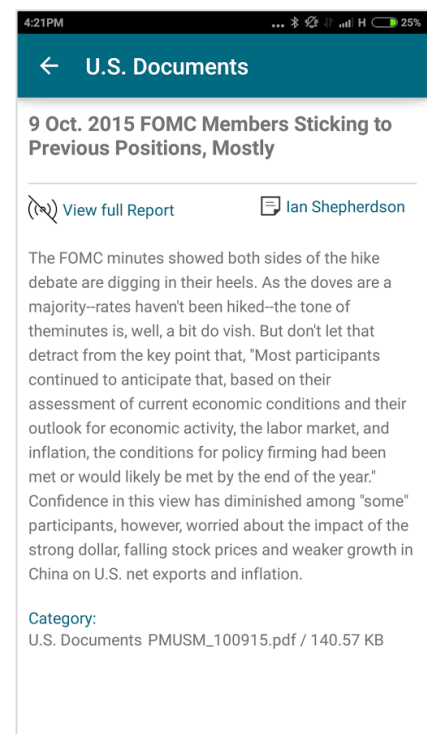 4:21PM ... H 25%
U.S. Documents
9 Oct. 2015 FOMC Members Sticking to
Previous Positions, Mostly
View full Report Ian Shepherdson
The FOMC minutes showed both sides of the hike
debate are digging in their heels. As the doves are a
majority--rates haven't been hiked--the tone of
theminutes is, well, a bit do vish. But don't let that
detract from the key point that, "Most participants
continued to anticipate that, based on their
assessment of current economic conditions and their
outlook for economic activity, the labor market, and
inflation, the conditions for policy firming had been
met or would likely be met by the end of the year."
Confidence in this view has diminished among "some"
participants, however, worried about the impact of the
strong dollar, falling stock prices and weaker growth in
China on U.S. net exports and inflation.
Category:
U.S. Documents PMUSM_100915.pdf / 140.57 KB